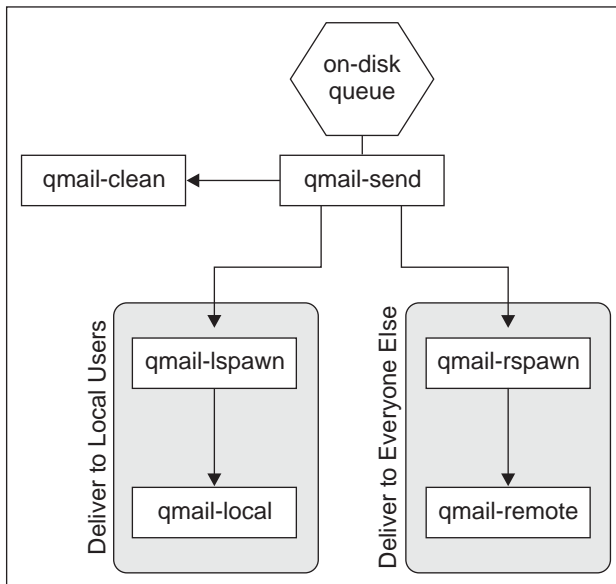 on-disk
queue
qmail-clean
qmail-send
Deliver to Local Users
qmail-lspawn
qmail-local
Deliver to Everyone Else
qmail-rspawn
qmail-remote